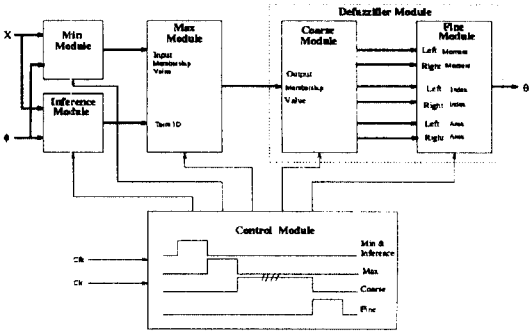 Defuzzifier Module
X
Min
Module
Max
Module
Input
Membership
Value
Term ID
Coarse
Module
Output
Membership
Value
Fine
Module
Left Moment
Right Moment
Left Index
Right Index
Left Area
Right Area
θ
Inference
Module
ϕ
Control Module
Clk
Clr
Min &
Inference
Max
Coarse
Fine